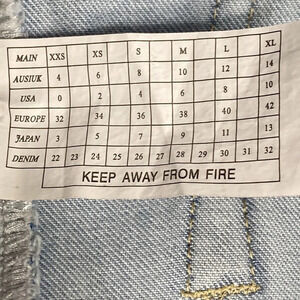 MAIN XXS XS S M L XL
AUS/UK 4 6 8 10 12 14
USA 0 2 4 6 8 10
EUROPE 32 34 36 38 40 42
JAPAN 3 5 7 9 11 13
DENIM 22 23 24 25 26 27 28 29 30 31 32
KEEP AWAY FROM FIRE